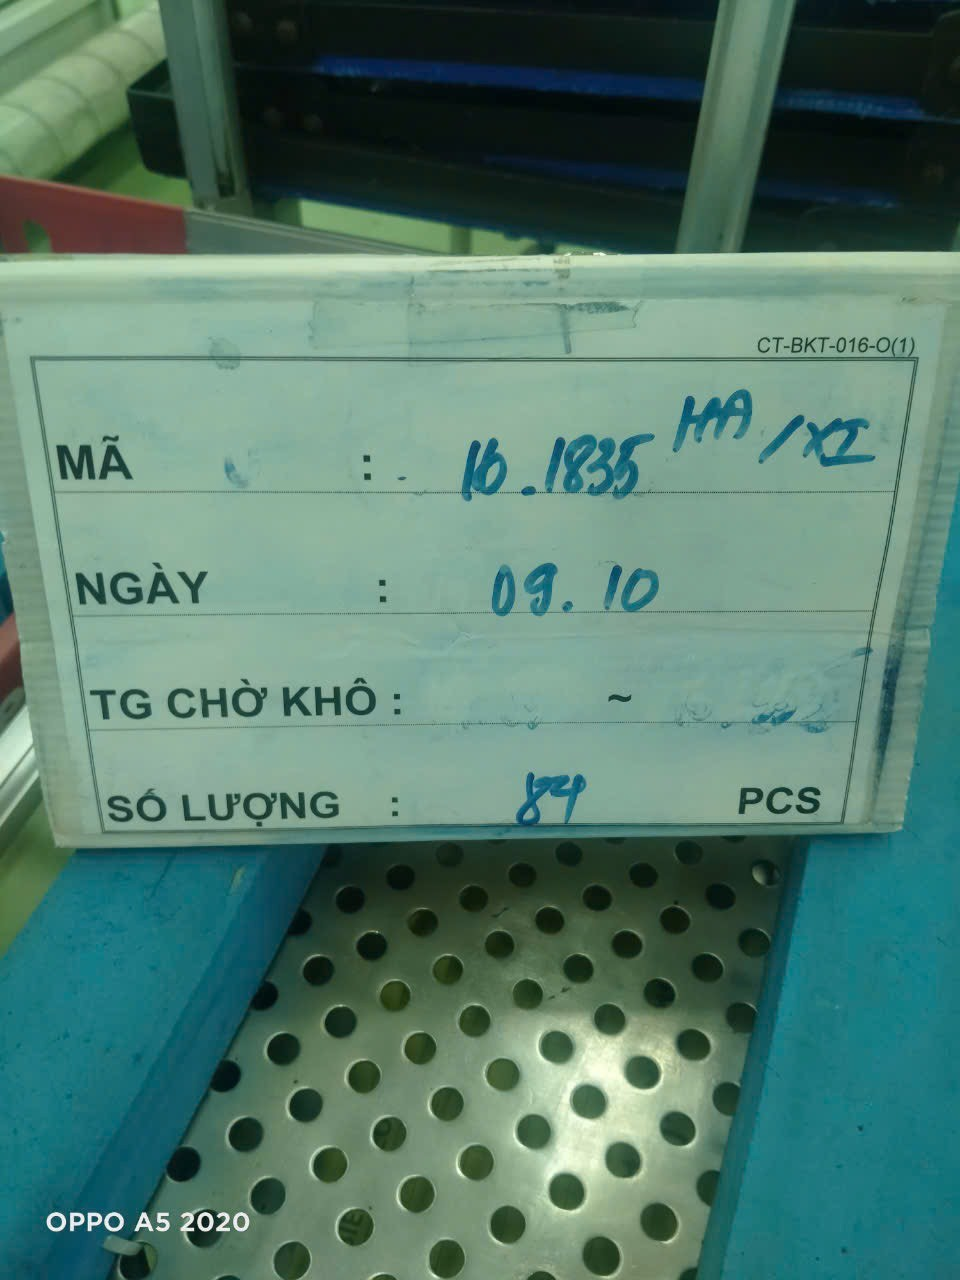 CT-BKT-016-O(1)
MÃ : 16.1835 HA /XI
NGÀY : 09.10
TG CHỜ KHÔ : ~
SỐ LƯỢNG : 84 PCS
OPPO A5 2020